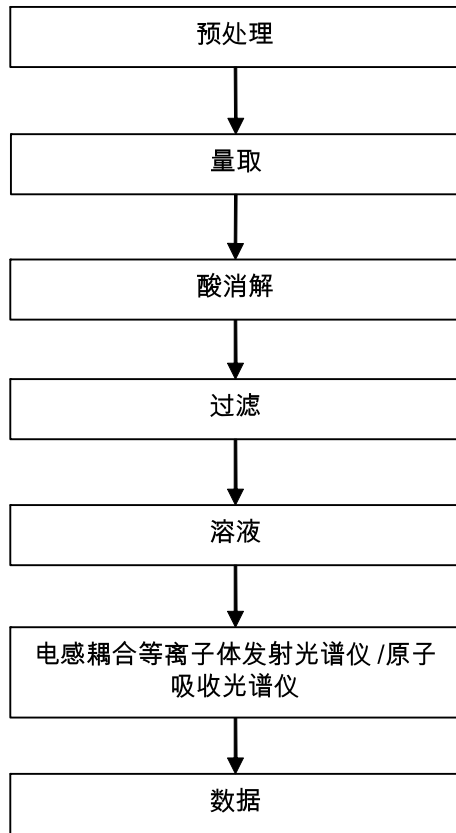 预处理
量取
酸消解
过滤
溶液
电感耦合等离子体发射光谱仪 /原子
吸收光谱仪
数据